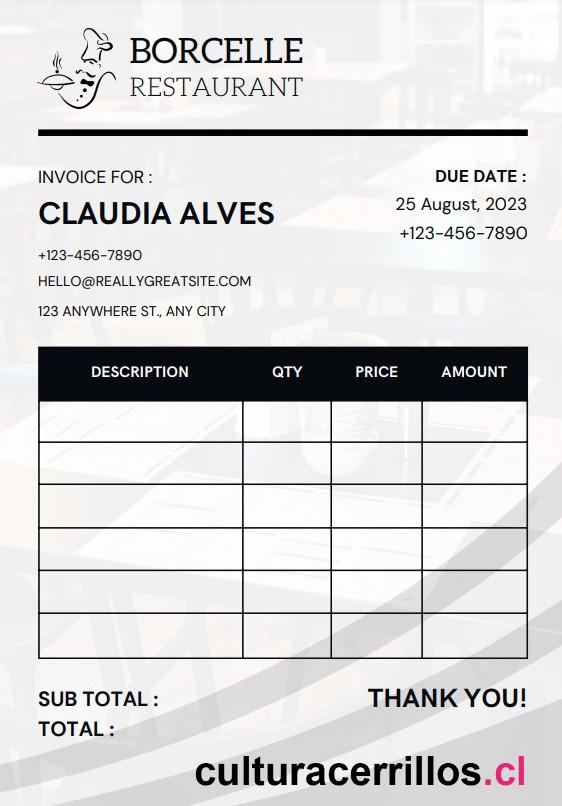 BORCELLE
RESTAURANT
INVOICE FOR :
CLAUDIA ALVES
+123-456-7890
HELLO@REALLYGREATSITE.COM
123 ANYWHERE ST., ANY CITY
DUE DATE :
25 August, 2023
+123-456-7890
DESCRIPTION QTY PRICE AMOUNT
SUB TOTAL :
TOTAL :
THANK YOU!
culturacerrillos.cl